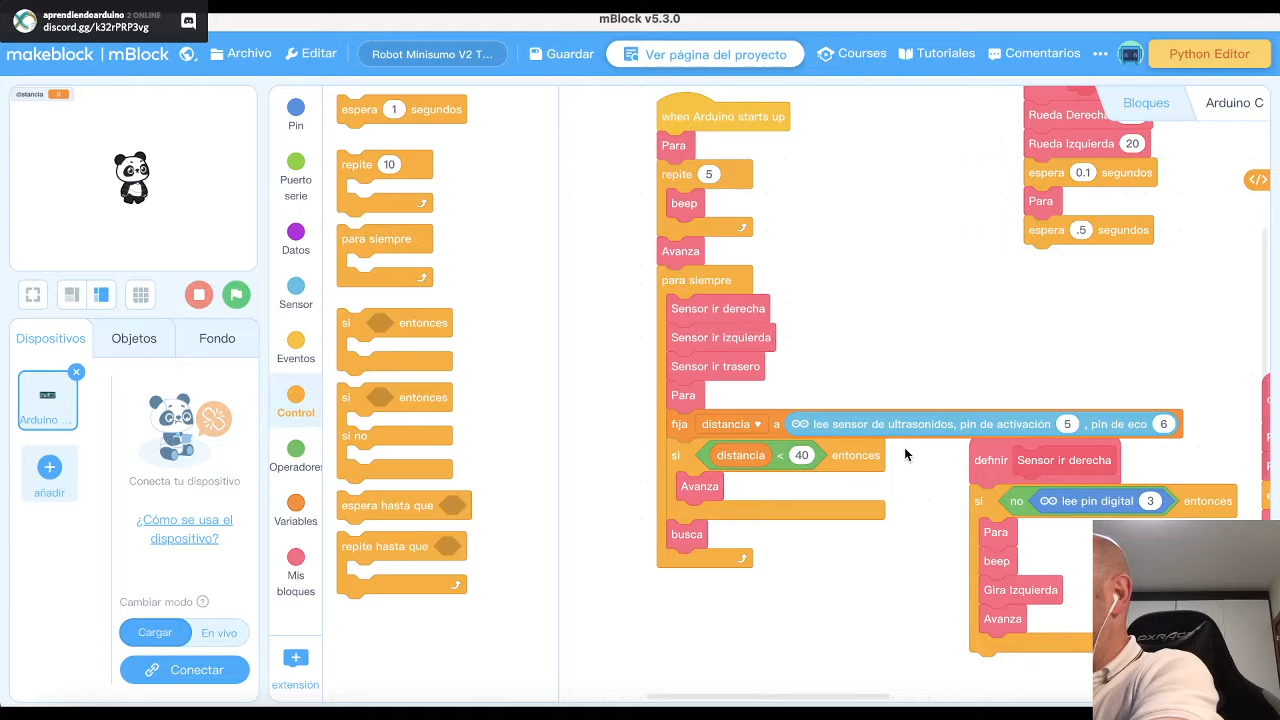 aprendiendoarduino 2 ONLINE
discord.gg/k32rPRP3vg
mBlock v5.3.0
makeblock | mBlock
Archivo
Editar
Robot Minisumo V2 T...
Guardar
Ver página del proyecto
Courses
Tutoriales
Comentarios
Python Editor
distancia
Dispositivos
Objetos
Fondo
Arduino ...
añadir
Conecta tu dispositivo
¿Cómo se usa el
dispositivo?
Cambiar modo ?
Cargar
En vivo
Conectar
Pin
Puerto
serie
Datos
Sensor
Eventos
Control
Operadores
Variables
Mis
bloques
extensión
espera 1 segundos
repite 10
para siempre
si entonces
si entonces
si no
espera hasta que
repite hasta que
when Arduino starts up
Para
repite 5
beep
Avanza
para siempre
Sensor ir derecha
Sensor ir Izquierda
Sensor ir trasero
Para
fija distancia a lee sensor de ultrasonidos, pin de activación 5 , pin de eco 6
si distancia < 40 entonces
Avanza
busca
Bloques
Arduino C
Rueda Derecha
Rueda Izquierda 20
espera 0.1 segundos
Para
espera .5 segundos
</>
definir Sensor ir derecha
si no lee pin digital 3 entonces
Para
beep
Gira Izquierda
Avanza